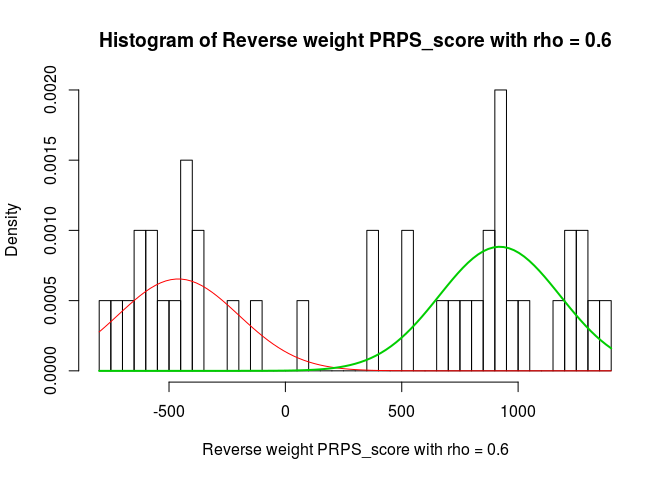 Histogram of Reverse weight PRPS_score with rho = 0.6
Density
0.0020
0.0015
0.0010
0.0005
0.0000
-500 0 500 1000
Reverse weight PRPS_score with rho = 0.6